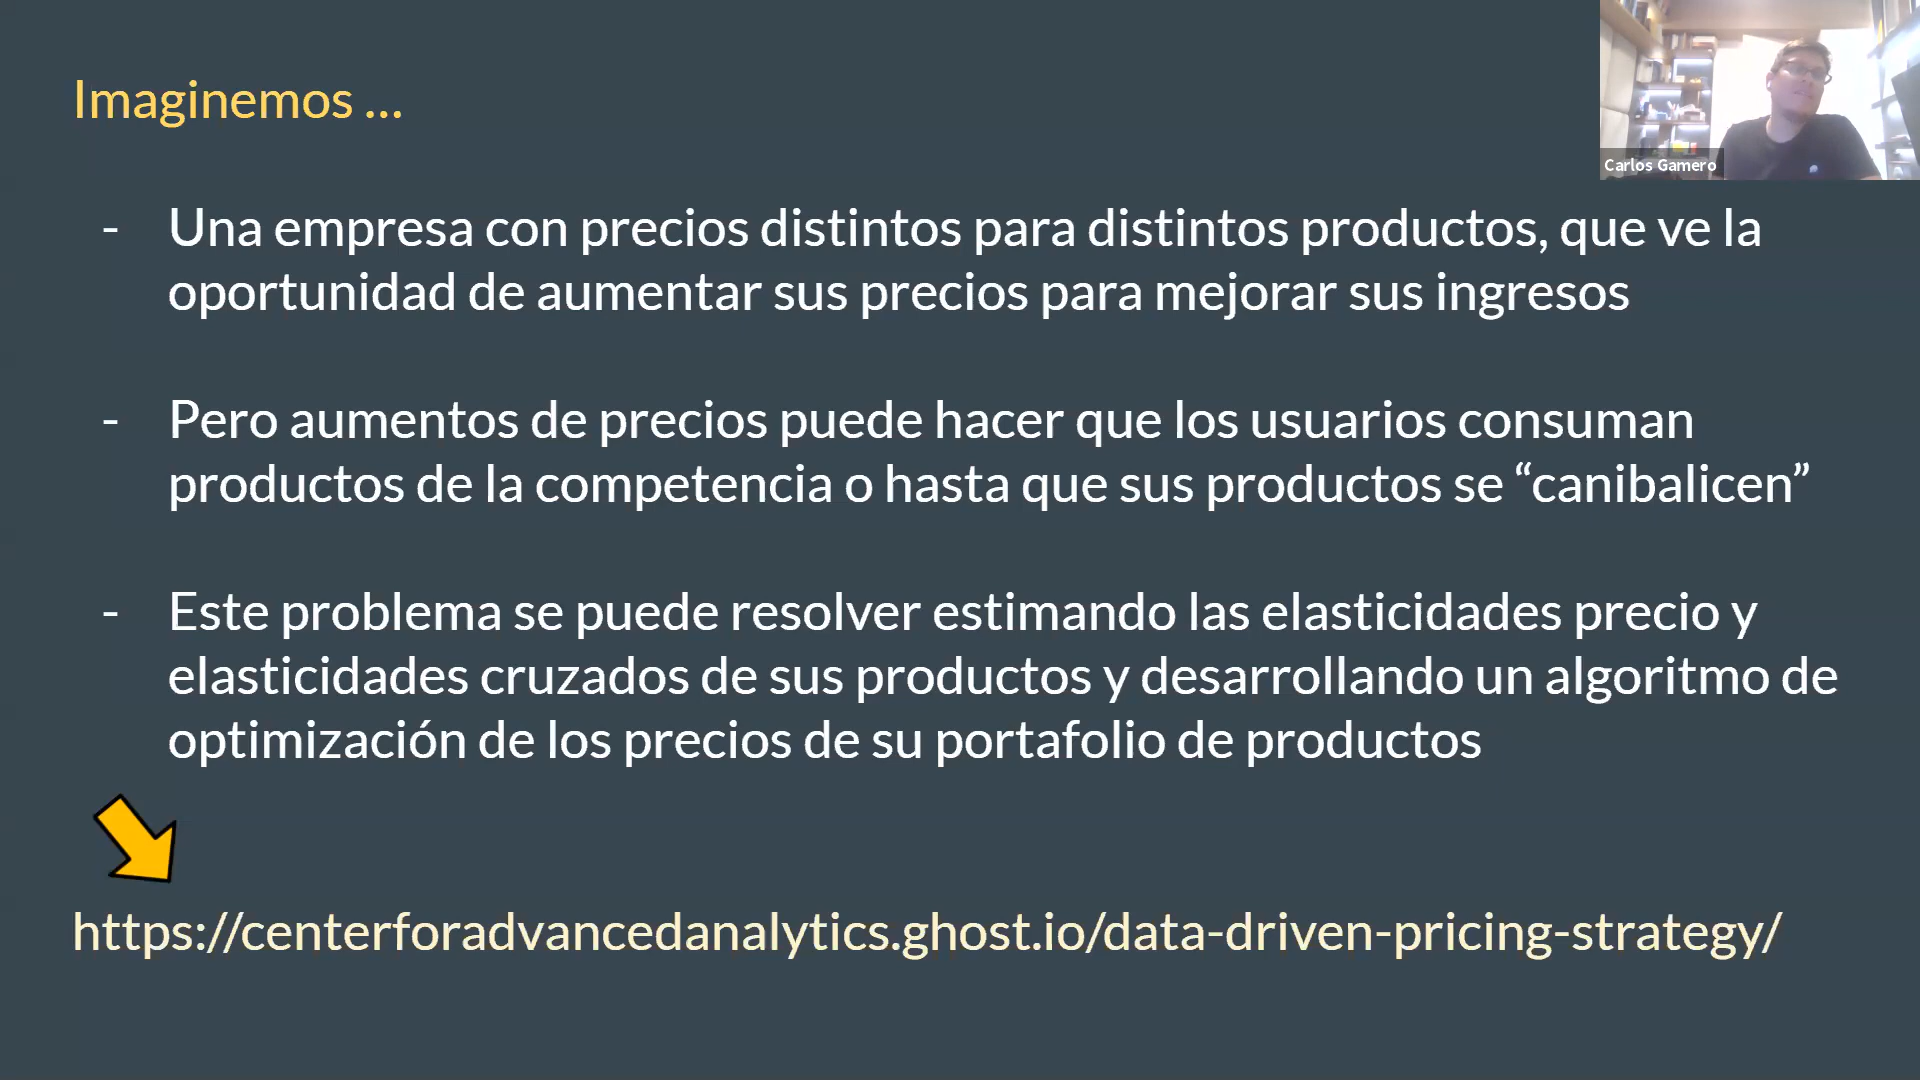 Imaginemos ...
Carlos Gamero
- Una empresa con precios distintos para distintos productos, que ve la
oportunidad de aumentar sus precios para mejorar sus ingresos
- Pero aumentos de precios puede hacer que los usuarios consuman
productos de la competencia o hasta que sus productos se “canibalicen”
- Este problema se puede resolver estimando las elasticidades precio y
elasticidades cruzados de sus productos y desarrollando un algoritmo de
optimización de los precios de su portafolio de productos
https://centerforadvancedanalytics.ghost.io/data-driven-pricing-strategy/